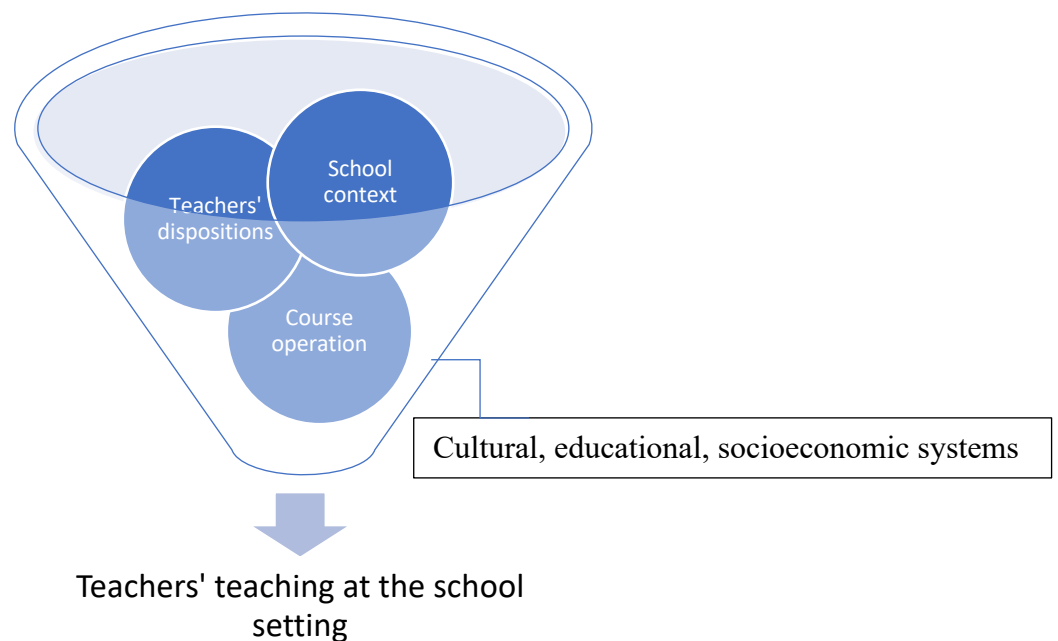 School
context
Teachers'
dispositions
Course
operation
Cultural, educational, socioeconomic systems
Teachers' teaching at the school
setting